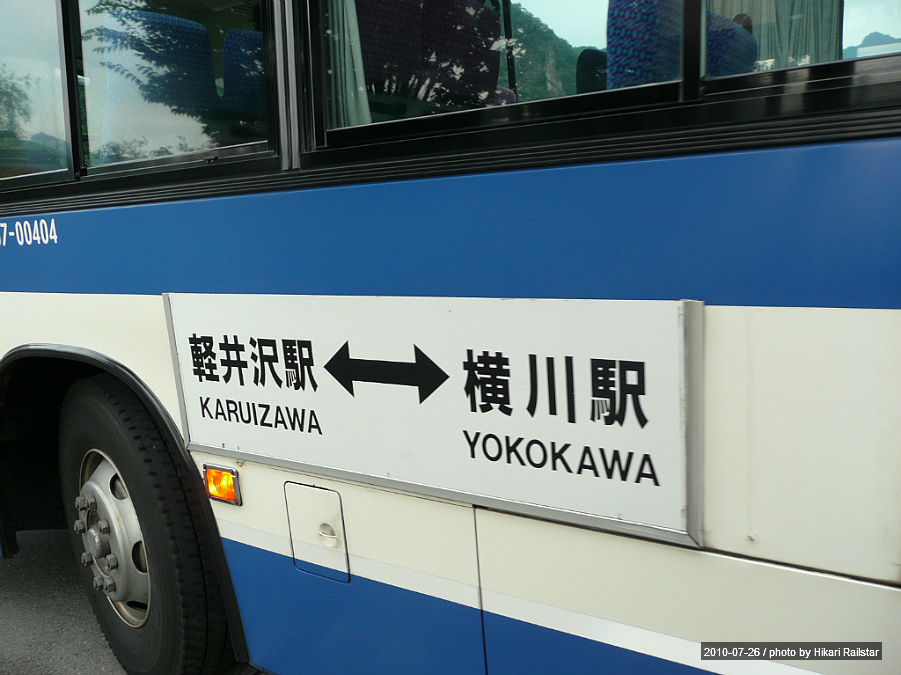 7-00404
軽井沢駅 ↔ 横川駅
KARUIZAWA YOKOKAWA
2010-07-26 / photo by Hikari Railstar